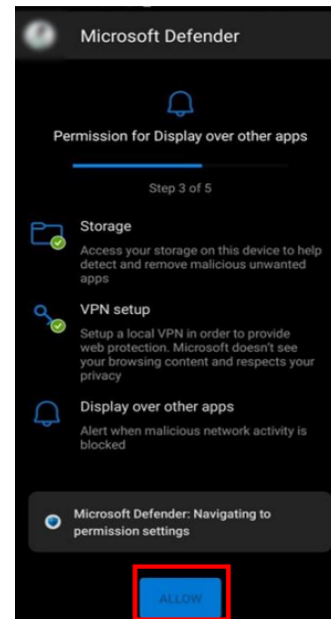 Microsoft Defender
Permission for Display over other apps
Step 3 of 5
Storage
Access your storage on this device to help
detect and remove malicious unwanted
apps
VPN setup
Setup a local VPN in order to provide
web protection. Microsoft doesn't see
your browsing content and respects your
privacy
Display over other apps
Alert when malicious network activity is
blocked
Microsoft Defender: Navigating to
permission settings
ALLOW